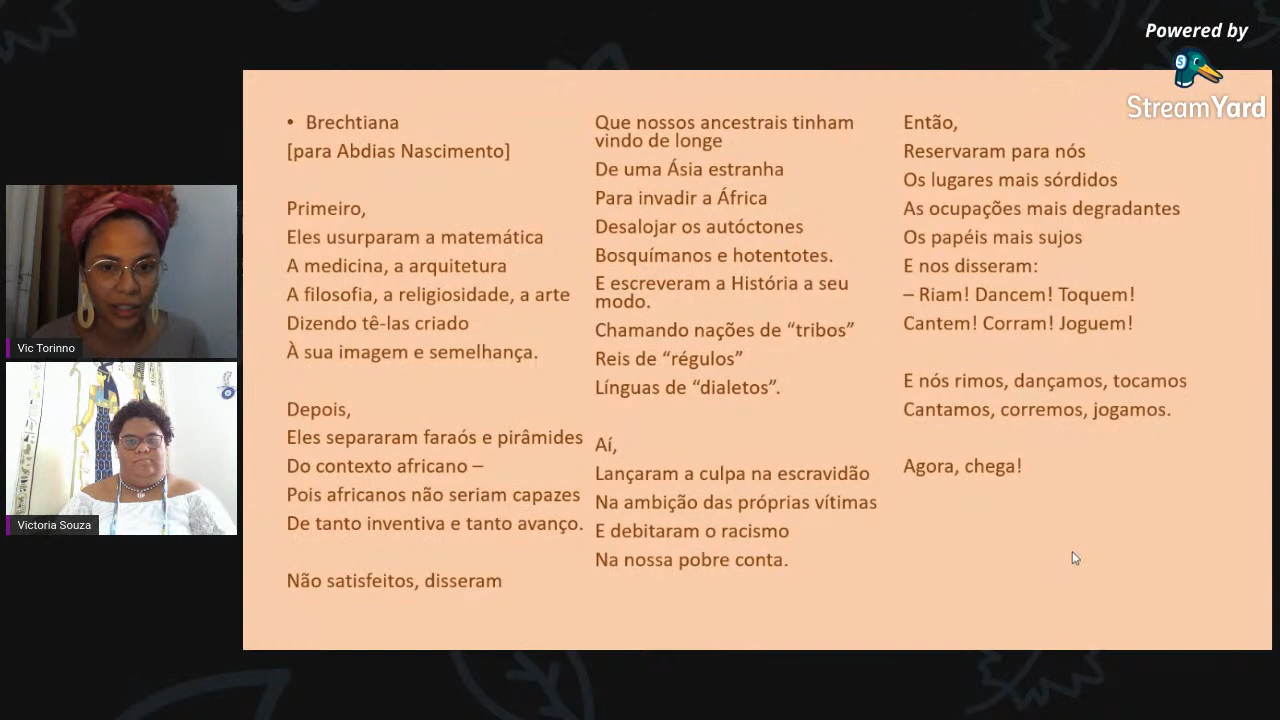 Powered by
StreamYard
• Brechtiana
[para Abdias Nascimento]
Primeiro,
Eles usurparam a matemática
A medicina, a arquitetura
A filosofia, a religiosidade, a arte
Dizendo tê-las criado
À sua imagem e semelhança.
Depois,
Eles separaram faraós e pirâmides
Do contexto africano –
Pois africanos não seriam capazes
De tanto inventiva e tanto avanço.
Não satisfeitos, disseram
Que nossos ancestrais tinham
vindo de longe
De uma Ásia estranha
Para invadir a África
Desalojar os autóctones
Bosquímanos e hotentotes.
E escreveram a História a seu
modo.
Chamando nações de “tribos”
Reis de “régulos”
Línguas de “dialetos”.
Aí,
Lançaram a culpa na escravidão
Na ambição das próprias vítimas
E debitaram o racismo
Na nossa pobre conta.
Então,
Reservaram para nós
Os lugares mais sórdidos
As ocupações mais degradantes
Os papéis mais sujos
E nos disseram:
– Riam! Dancem! Toquem!
Cantem! Corram! Joguem!
E nós rimos, dançamos, tocamos
Cantamos, corremos, jogamos.
Agora, chega!
Vic Torinno
Victoria Souza